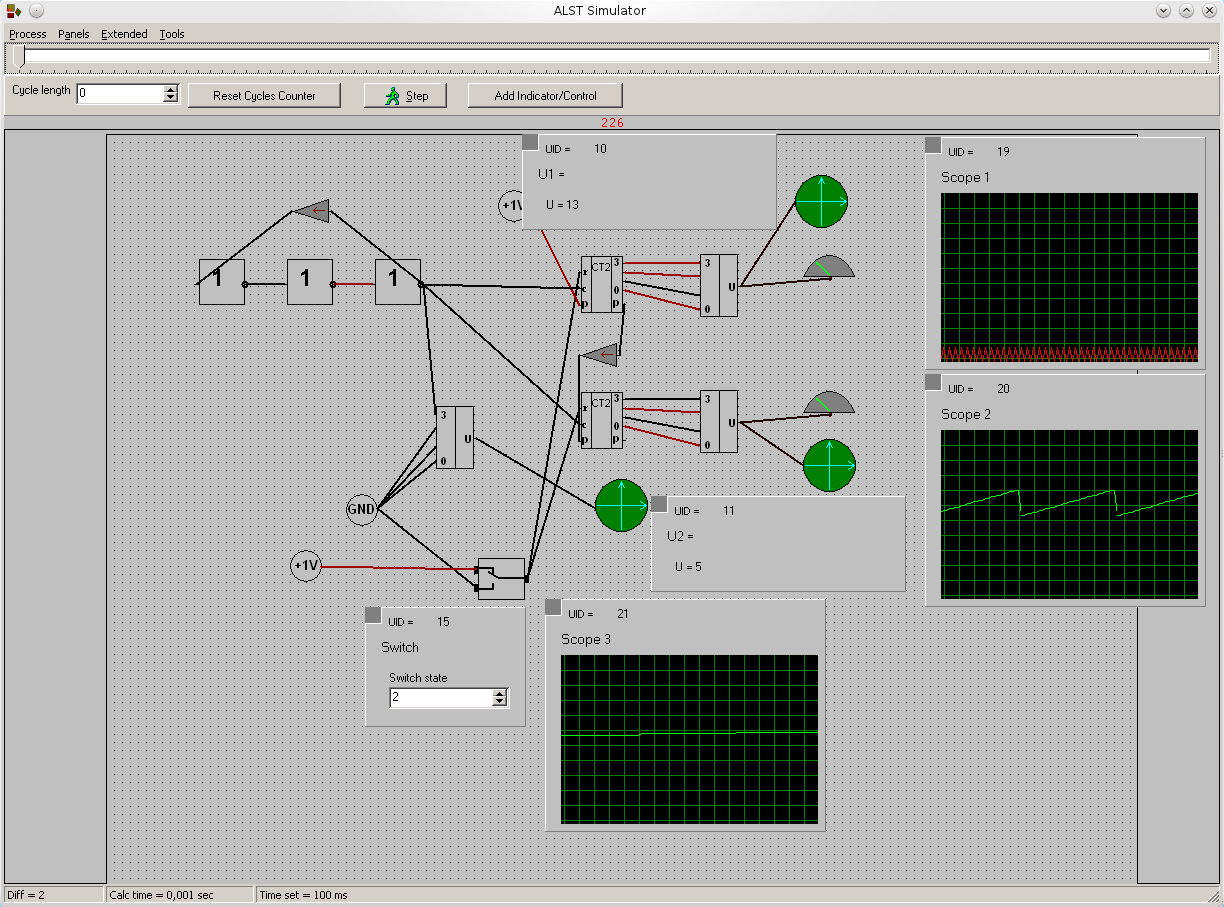 ALST Simulator
Process Panels Extended Tools
Cycle length 0 Reset Cycles Counter Step Add Indicator/Control
226
UID = 10
U1 =
U = 13
+1V
UID = 19
Scope 1
1 1 1
r c p CT2 3 0 p
3 0 U
r c p CT2 3 0 p
3 0 U
UID = 20
Scope 2
3 0 U
GND
+1V
UID = 11
U2 =
U = 5
UID = 15
Switch
Switch state
2
UID = 21
Scope 3
Diff = 2 Calc time = 0,001 sec Time set = 100 ms